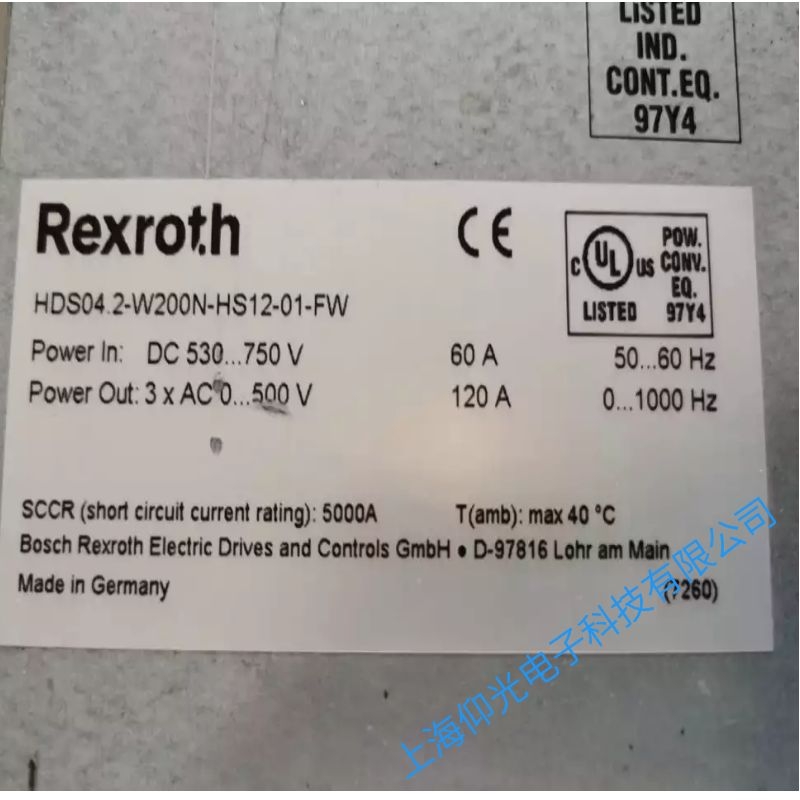 LISTED
IND.
CONT.EQ.
97Y4
Rexroth
CE
C UL US
LISTED
POW.
CONV.
EQ.
97Y4
HDS04.2-W200N-HS12-01-FW
Power In: DC 530...750 V 60 A 50...60 Hz
Power Out: 3 x AC 0...500 V 120 A 0...1000 Hz
SCCR (short circuit current rating): 5000A T(amb): max 40 °C
Bosch Rexroth Electric Drives and Controls GmbH • D-97816 Lohr am Main
Made in Germany (7260)
上海仰光电子科技有限公司